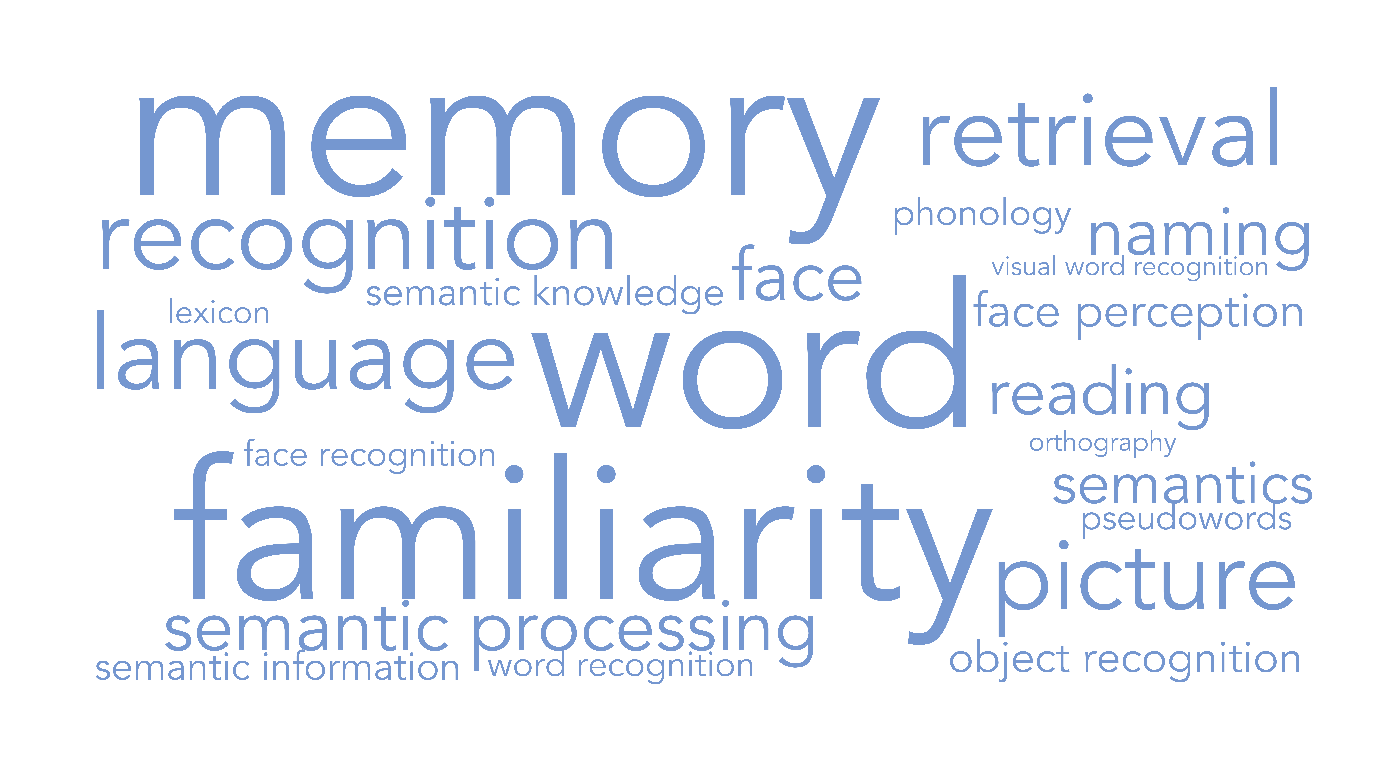 memory
retrieval
recognition
phonology
naming
semantic knowledge
face
visual word recognition
lexicon
face perception
language
word
reading
face recognition
orthography
familiarity
semantics
pseudowords
picture
semantic processing
semantic information
word recognition
object recognition